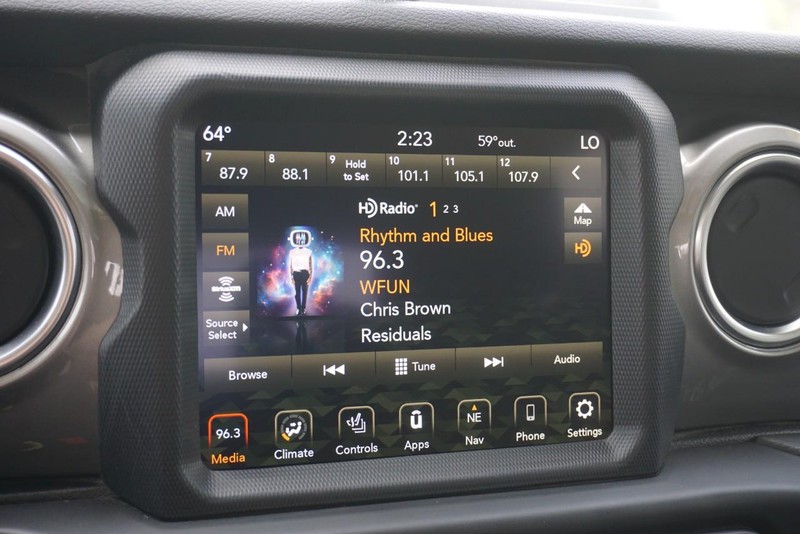 64° 2:23 59°out. LO
7 87.9 8 88.1 9 Hold to Set 10 101.1 11 105.1 12 107.9
AM HD Radio 1 2 3 Map
FM Rhythm and Blues HD
96.3
SIRIUSXM WFUN
Chris Brown
Source Select Residuals
Browse Tune Audio
96.3 NE
Media Climate Controls Apps Nav Phone Settings